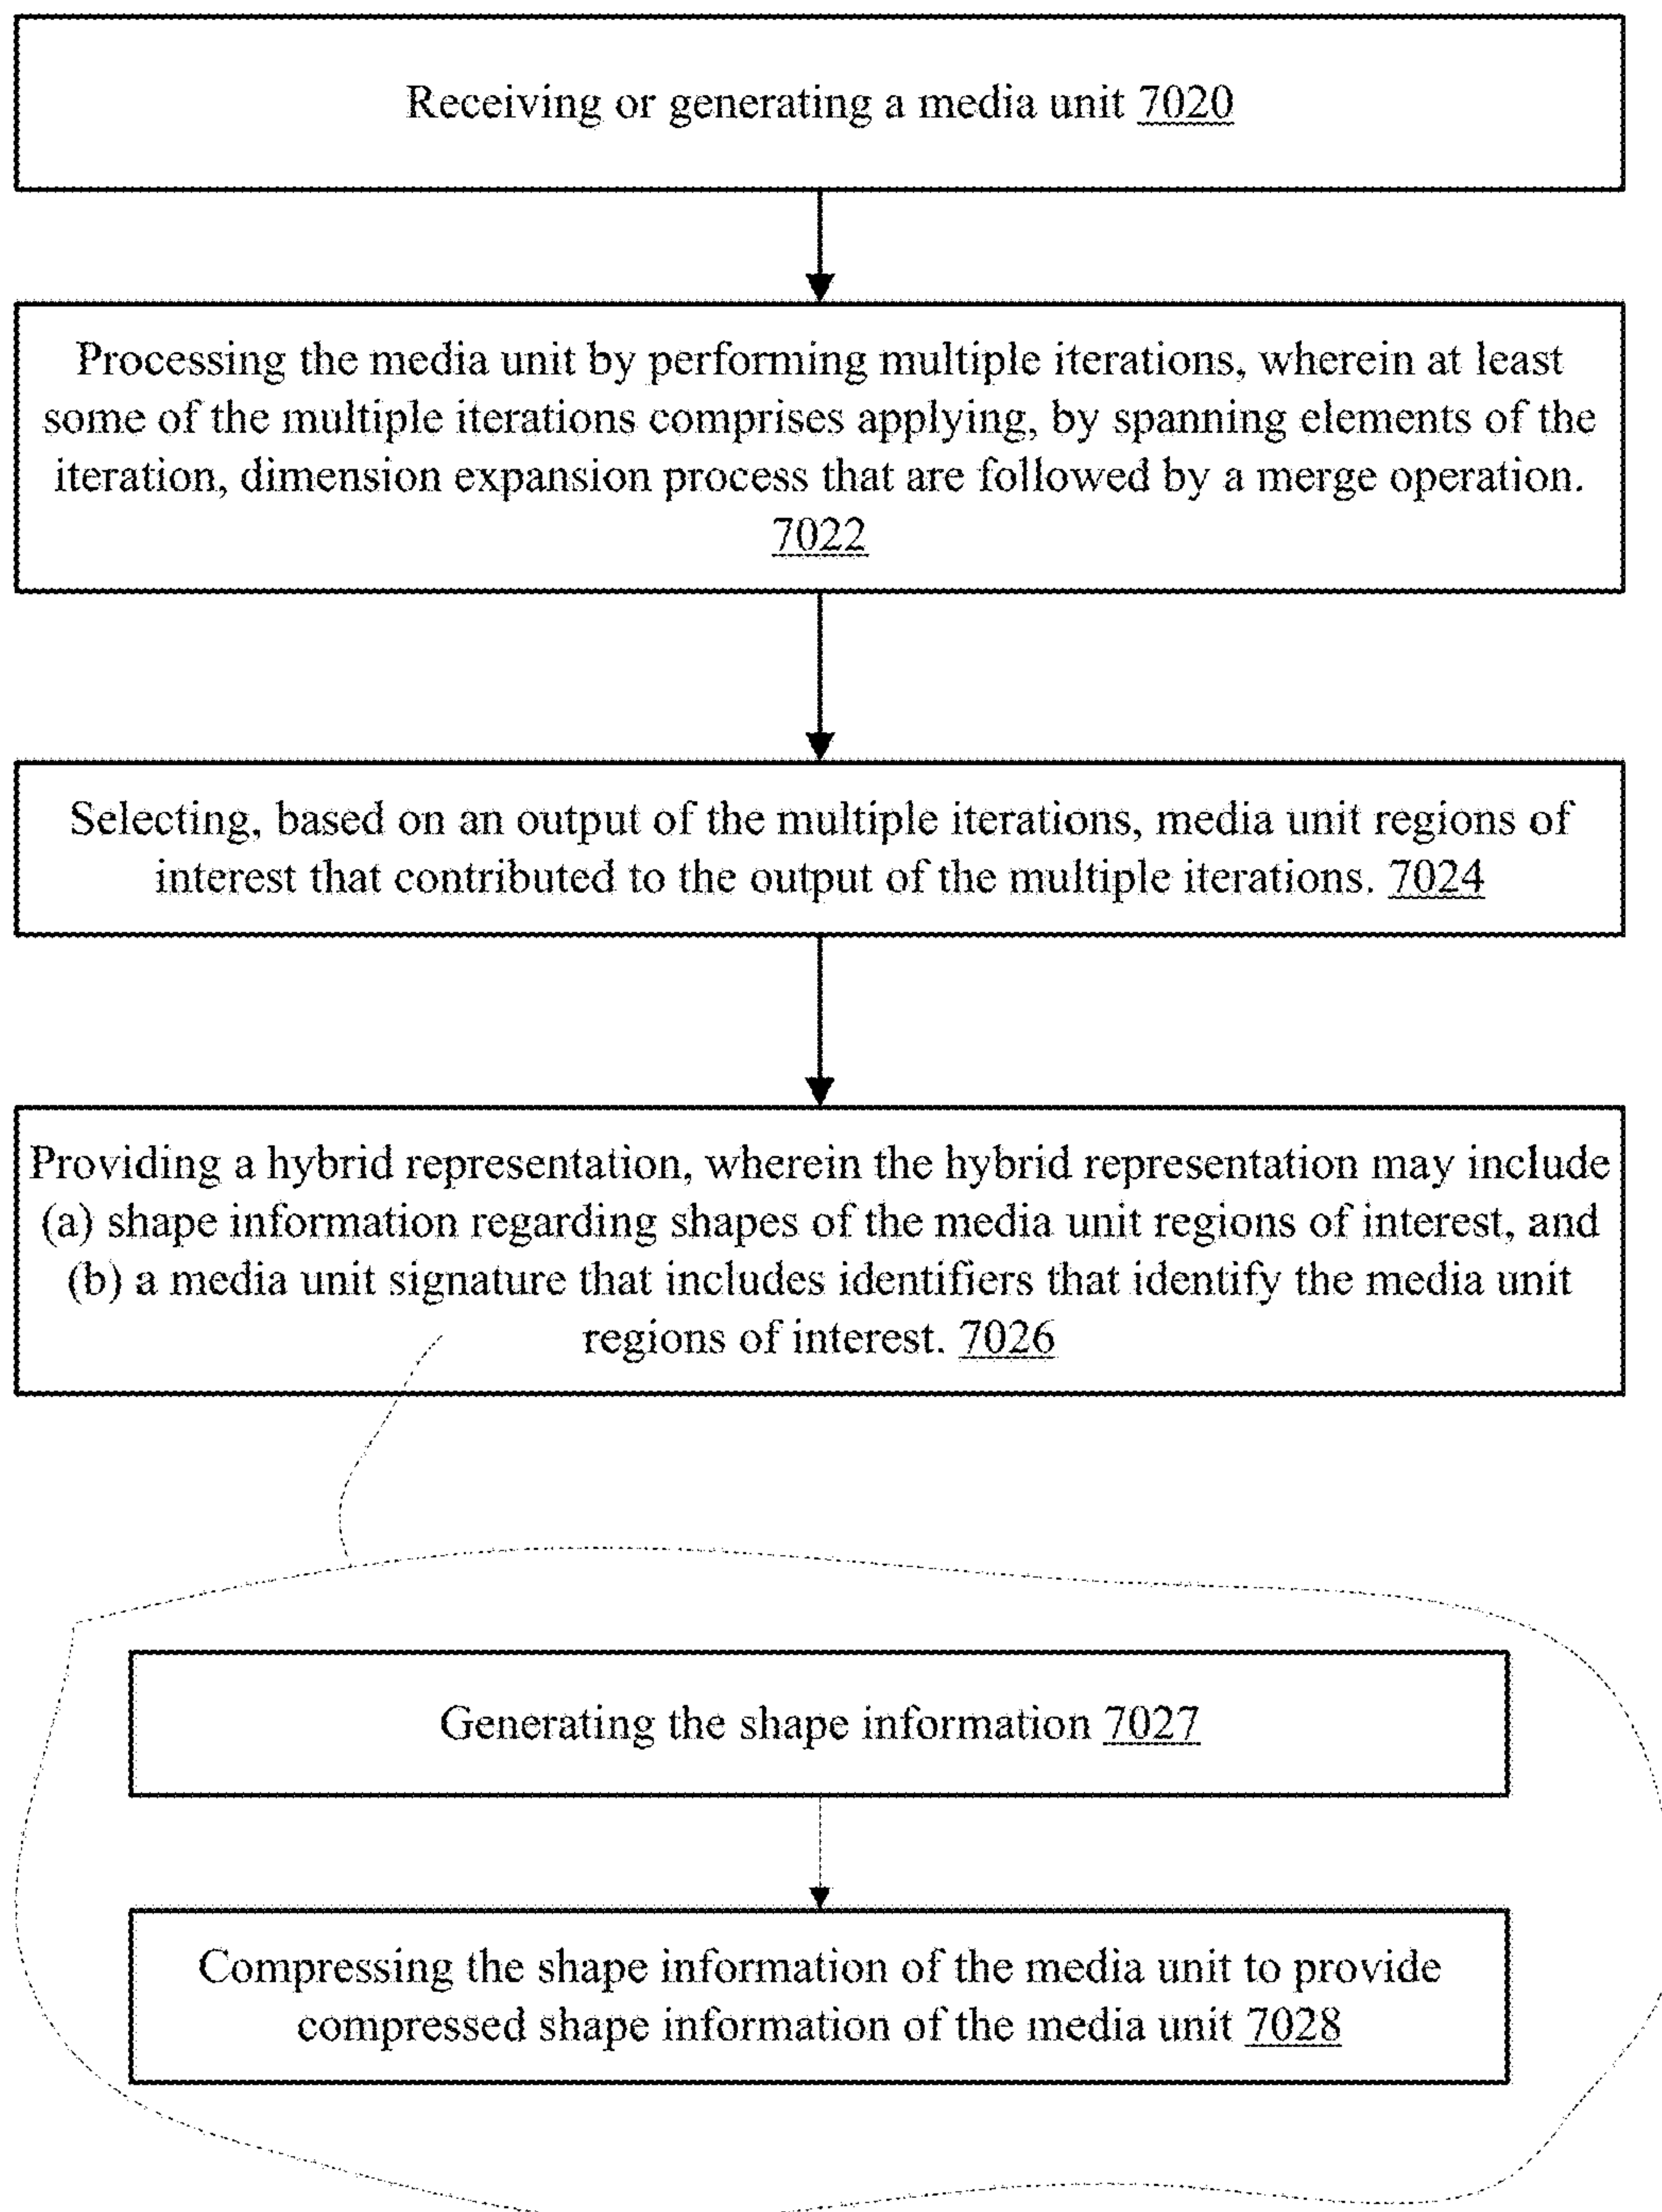 Receiving or generating a media unit 7020
Processing the media unit by performing multiple iterations, wherein at least
some of the multiple iterations comprises applying, by spanning elements of the
iteration, dimension expansion process that are followed by a merge operation.
7022
Selecting, based on an output of the multiple iterations, media unit regions of
interest that contributed to the output of the multiple iterations. 7024
Providing a hybrid representation, wherein the hybrid representation may include
(a) shape information regarding shapes of the media unit regions of interest, and
(b) a media unit signature that includes identifiers that identify the media unit
regions of interest. 7026
Generating the shape information 7027
Compressing the shape information of the media unit to provide
compressed shape information of the media unit 7028